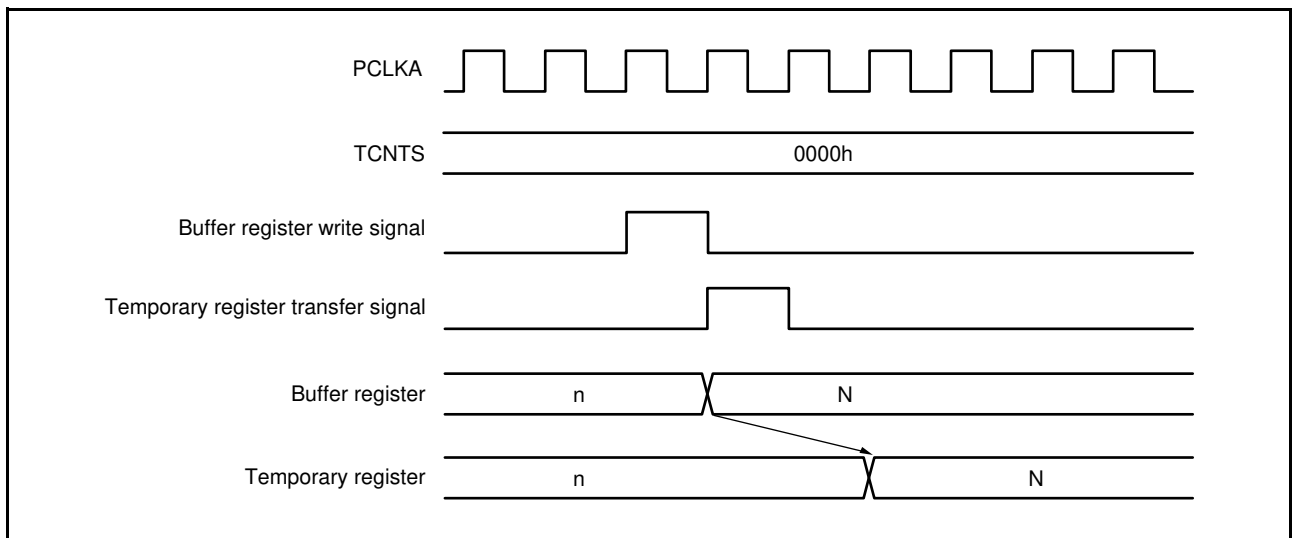 PCLKA
TCNTS
0000h
Buffer register write signal
Temporary register transfer signal
Buffer register
n
N
Temporary register
n
N